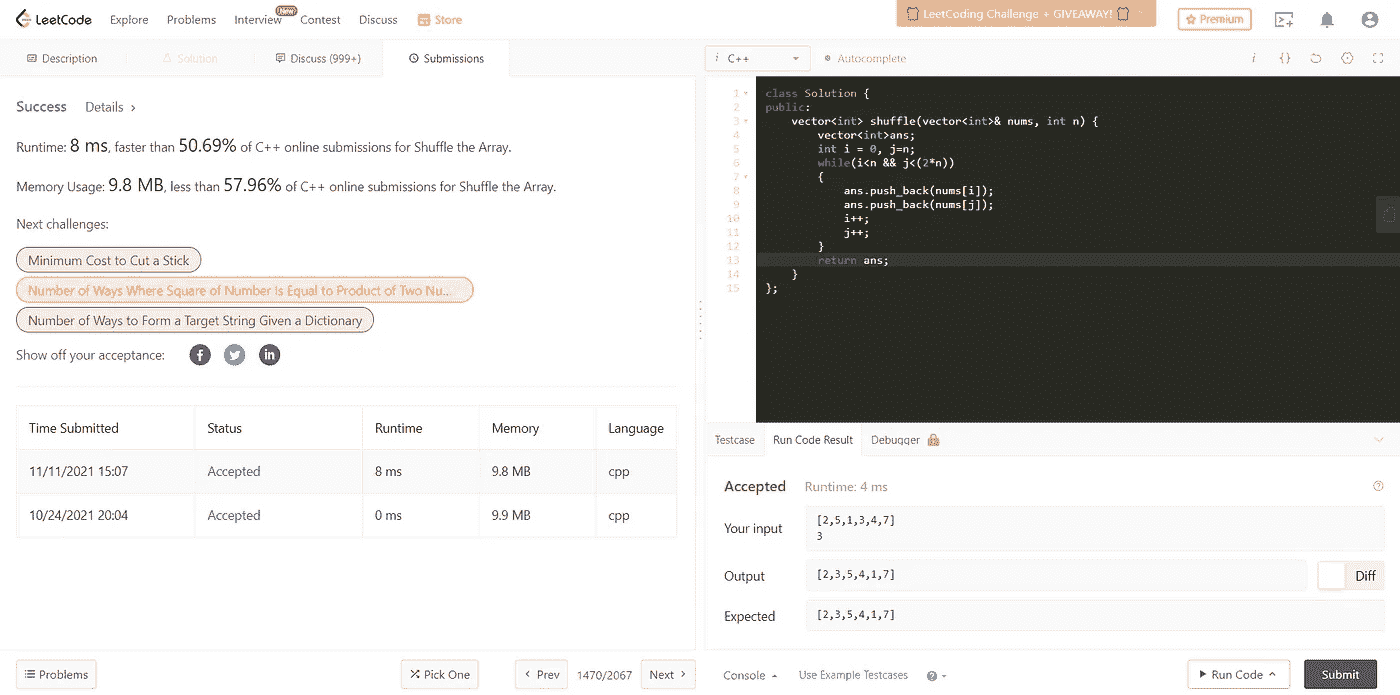 LeetCode Explore Problems Interview New Contest Discuss Store LeetCoding Challenge + GIVEAWAY! Premium
Description Solution Discuss (999+) Submissions
Success Details >
Runtime: 8 ms, faster than 50.69% of C++ online submissions for Shuffle the Array.
Memory Usage: 9.8 MB, less than 57.96% of C++ online submissions for Shuffle the Array.
Next challenges:
Minimum Cost to Cut a Stick
Number of Ways Where Square of Number Is Equal to Product of Two Nu...
Number of Ways to Form a Target String Given a Dictionary
Show off your acceptance:
Time Submitted Status Runtime Memory Language
11/11/2021 15:07 Accepted 8 ms 9.8 MB cpp
10/24/2021 20:04 Accepted 0 ms 9.9 MB cpp
Problems Pick One < Prev 1470/2067 Next >
i C++ Autocomplete i {}
1 class Solution {
2 public:
3 vector<int> shuffle(vector<int>& nums, int n) {
4 vector<int>ans;
5 int i = 0, j=n;
6 while(i<n && j<(2*n))
7 {
8 ans.push_back(nums[i]);
9 ans.push_back(nums[j]);
10 i++;
11 j++;
12 }
13 return ans;
14 }
15 };
Testcase Run Code Result Debugger
Accepted Runtime: 4 ms
Your input
[2,5,1,3,4,7]
3
Output [2,3,5,4,1,7] Diff
Expected [2,3,5,4,1,7]
Console Use Example Testcases Run Code Submit